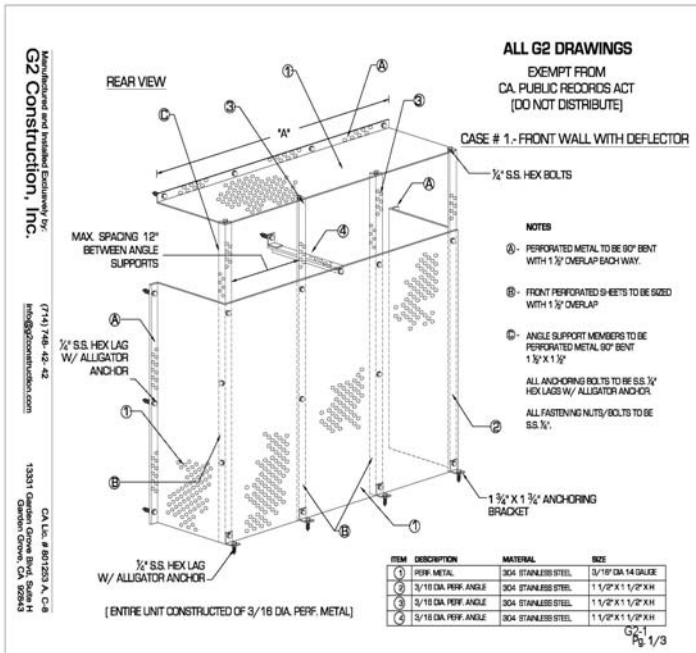 Manufactured and Installed Exclusively by:
G2 Construction, Inc.
(714) 748- 42- 42
info@g2construction.com
CA Lic. # 801253 A, C-8
13331 Garden Grove Blvd, Suite H
Garden Grove, CA 92843
ALL G2 DRAWINGS
EXEMPT FROM
CA. PUBLIC RECORDS ACT
(DO NOT DISTRIBUTE)
CASE # 1.- FRONT WALL WITH DEFLECTOR
REAR VIEW
1
A
C
3
3
"A"
¼" S.S. HEX BOLTS
A
4
MAX. SPACING 12"
BETWEEN ANGLE
SUPPORTS
NOTES
A - PERFORATED METAL TO BE 90° BENT
WITH 1 ½" OVERLAP EACH WAY.
B - FRONT PERFORATED SHEETS TO BE SIZED
WITH 1 ½" OVERLAP
C - ANGLE SUPPORT MEMBERS TO BE
PERFORATED METAL 90° BENT
1 ½" X 1 ½"
ALL ANCHORING BOLTS TO BE S.S. ¼"
HEX LAGS W/ ALLIGATOR ANCHOR.
ALL FASTENING NUTS/BOLTS TO BE
S.S. ¼".
A
¼" S.S. HEX LAG
W/ ALLIGATOR
ANCHOR
1
B
2
1 ¾" X 1 ¾" ANCHORING
BRACKET
B
1
¼" S.S. HEX LAG
W/ ALLIGATOR ANCHOR
[ ENTIRE UNIT CONSTRUCTED OF 3/16 DIA. PERF. METAL]
ITEM DESCRIPTION MATERIAL SIZE
1 PERF. METAL 304 STAINLESS STEEL 3/16" DIA 14 GAUGE
2 3/16 DIA. PERF. ANGLE 304 STAINLESS STEEL 1 1/2" X 1 1/2" X H
3 3/16 DIA. PERF. ANGLE 304 STAINLESS STEEL 1 1/2" X 1 1/2" X H
4 3/16 DIA. PERF. ANGLE 304 STAINLESS STEEL 1 1/2" X 1 1/2" X H
G2-1
Pg. 1/3